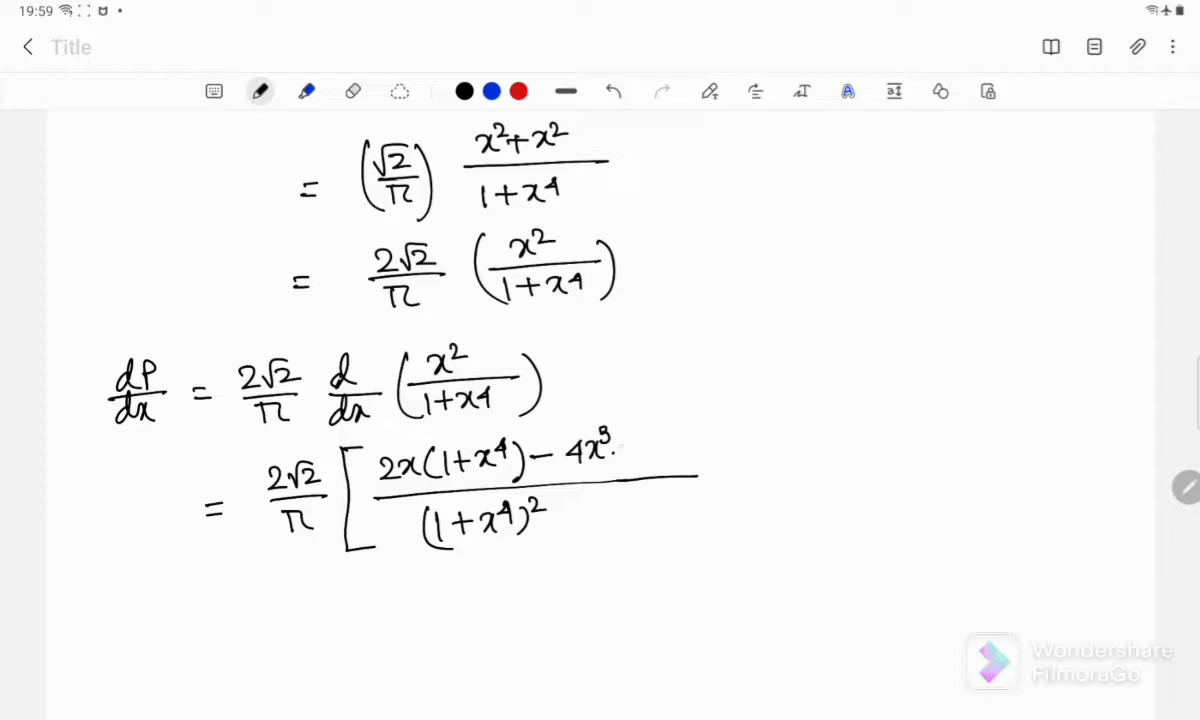 19:59
Title
= (√2/π) (x²+x²)/(1+x⁴)
= 2√2/π (x²/(1+x⁴))
dP/dx = 2√2/π d/dx (x²/(1+x⁴))
= 2√2/π [ (2x(1+x⁴) − 4x³·)/(1+x⁴)²
Wondershare
FilmoraGo